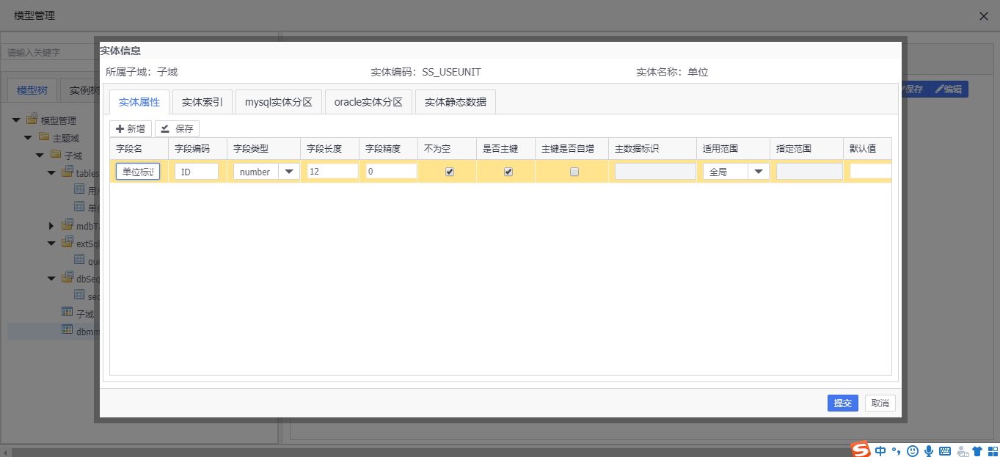 模型管理
请输入关键字
模型树 实例树
模型管理
主题域
子域
tables
用户
单位
mdbTa
extSql
que
dbSeq
seq
子域
dbmm
保存 编辑
实体信息
所属子域：子域 实体编码：SS_USEUNIT 实体名称：单位
实体属性 实体索引 mysql实体分区 oracle实体分区 实体静态数据
新增 保存
字段名 字段编码 字段类型 字段长度 字段精度 不为空 是否主键 主键是否自增 主数据标识 适用范围 指定范围 默认值
单位标识 ID number 12 0 全局
提交 取消
中